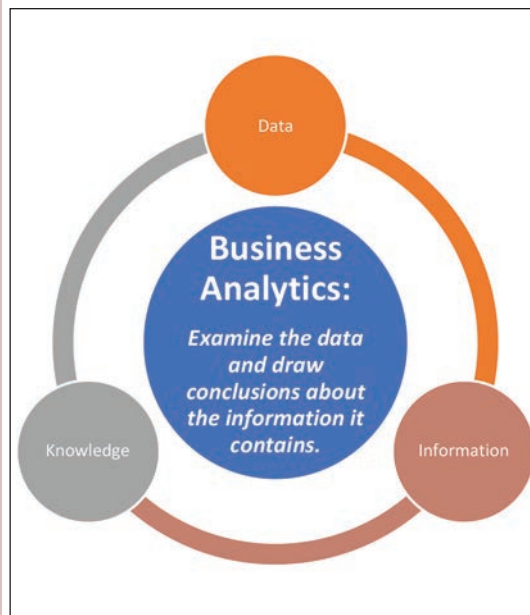 Data
Business
Analytics:
Examine the data
and draw
conclusions about
the information it
contains.
Knowledge
Information